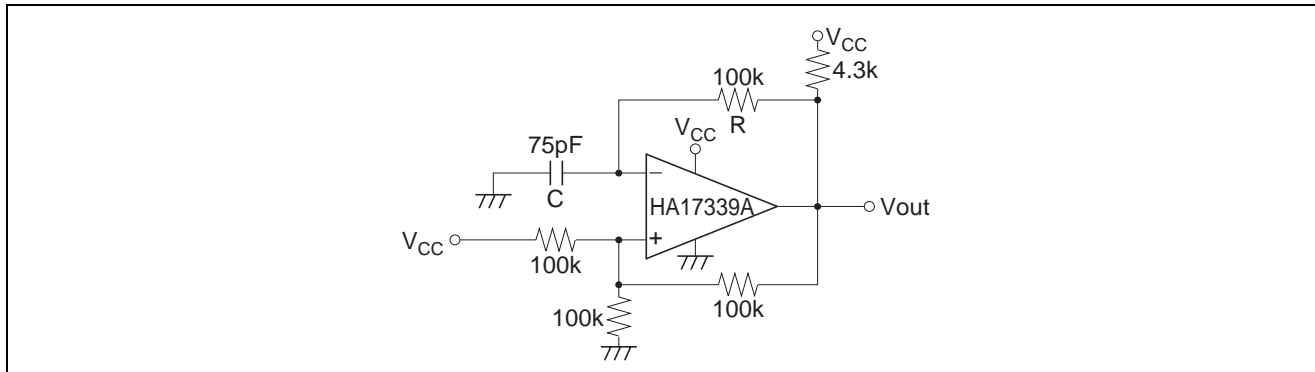 VCC
4.3k
100k
R
VCC
75pF
C
−
HA17339A
Vout
VCC
+
100k
100k
100k